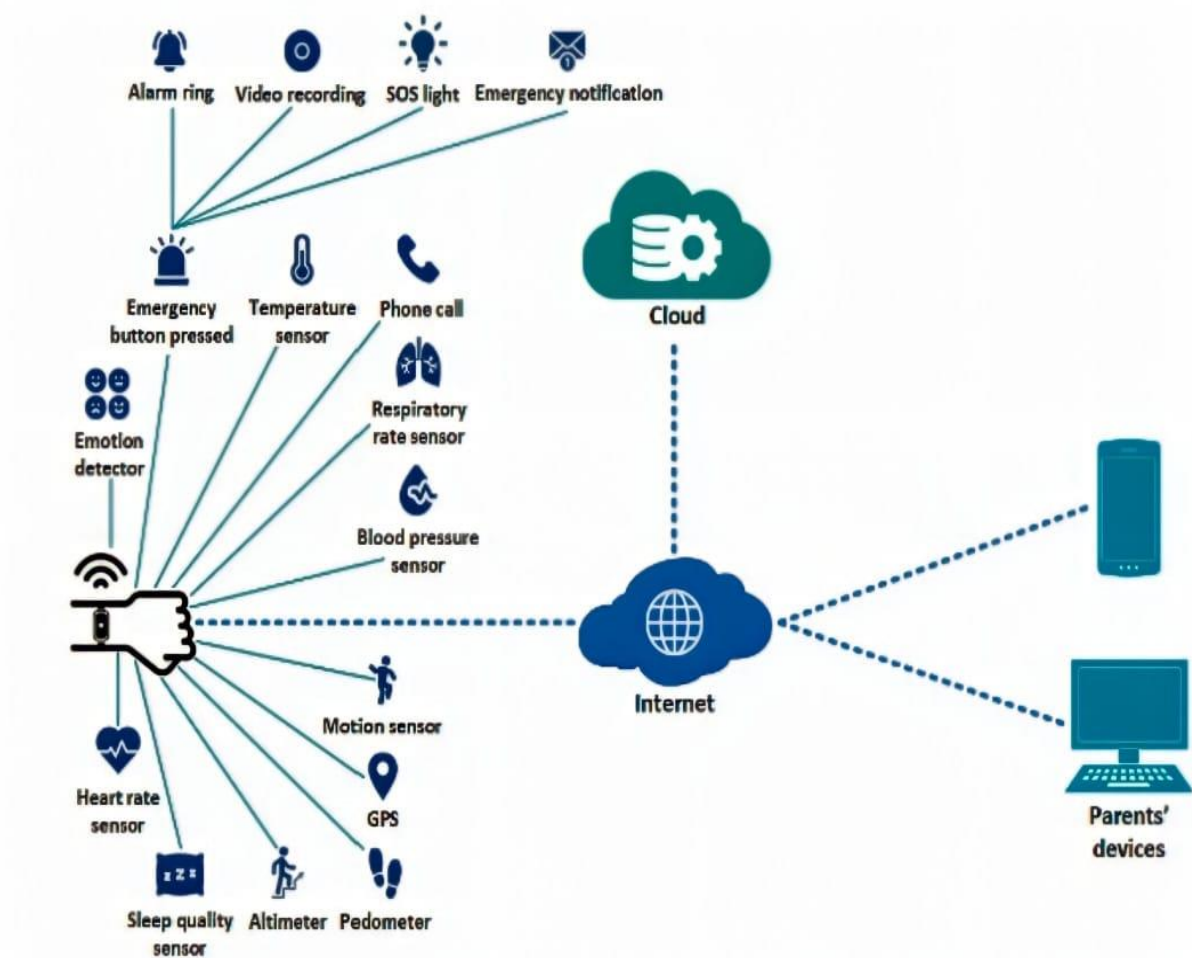 Alarm ring
Video recording
SOS light
Emergency notification
1
Emergency
button pressed
Temperature
sensor
Phone call
Cloud
Respiratory
rate sensor
Emotion
detector
Blood pressure
sensor
Internet
Motion sensor
Heart rate
sensor
GPS
Parents'
devices
z z z
Sleep quality
sensor
Altimeter
Pedometer